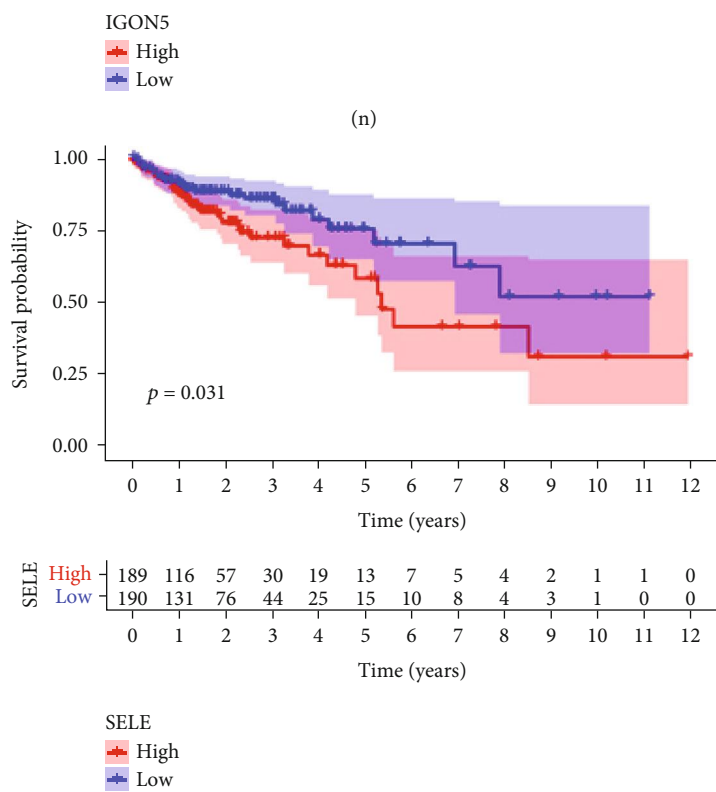 IGON5
High
Low
(n)
Survival probability
1.00
0.75
0.50
0.25
0.00
p = 0.031
0 1 2 3 4 5 6 7 8 9 10 11 12
Time (years)
SELE
High 189 116 57 30 19 13 7 5 4 2 1 1 0
Low 190 131 76 44 25 15 10 8 4 3 1 0 0
0 1 2 3 4 5 6 7 8 9 10 11 12
Time (years)
SELE
High
Low